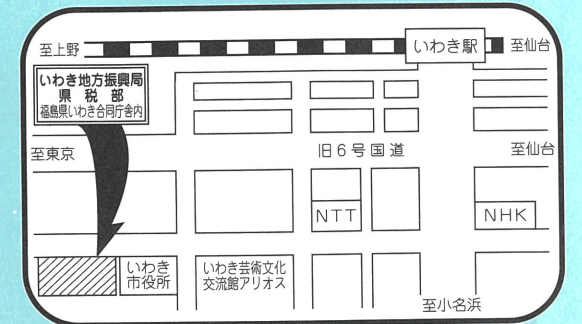 至上野
いわき駅
至仙台
いわき地方振興局
県税部
福島県いわき合同庁舎内
至東京
旧6号国道
至仙台
NTT
NHK
いわき
市役所
いわき芸術文化
交流館アリオス
至小名浜